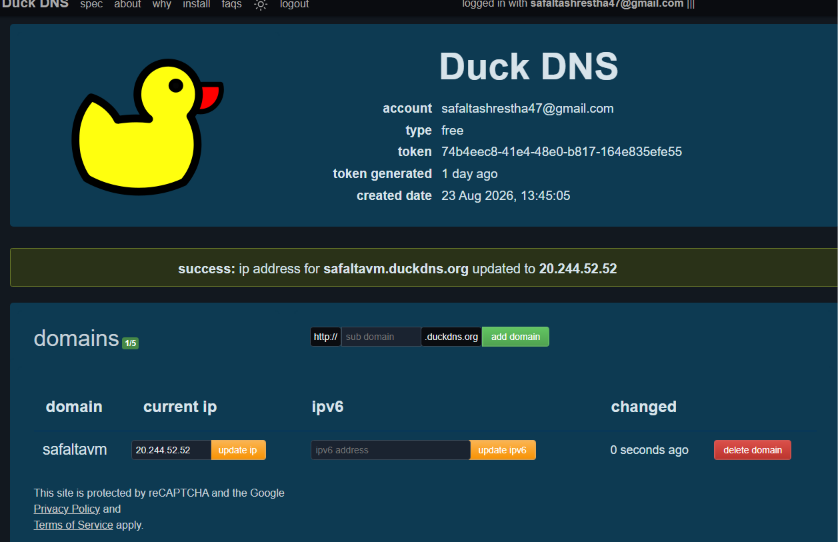 Duck DNS spec about why install faqs logout logged in with safaltashrestha47@gmail.com |||
Duck DNS
account safaltashrestha47@gmail.com
type free
token 74b4eec8-41e4-48e0-b817-164e835efe55
token generated 1 day ago
created date 23 Aug 2026, 13:45:05
success: ip address for safaltavm.duckdns.org updated to 20.244.52.52
domains 1/5 http:// sub domain .duckdns.org add domain
domain current ip ipv6 changed
safaltavm 20.244.52.52 update ip ipv6 address update ipv6 0 seconds ago delete domain
This site is protected by reCAPTCHA and the Google
Privacy Policy and
Terms of Service apply.